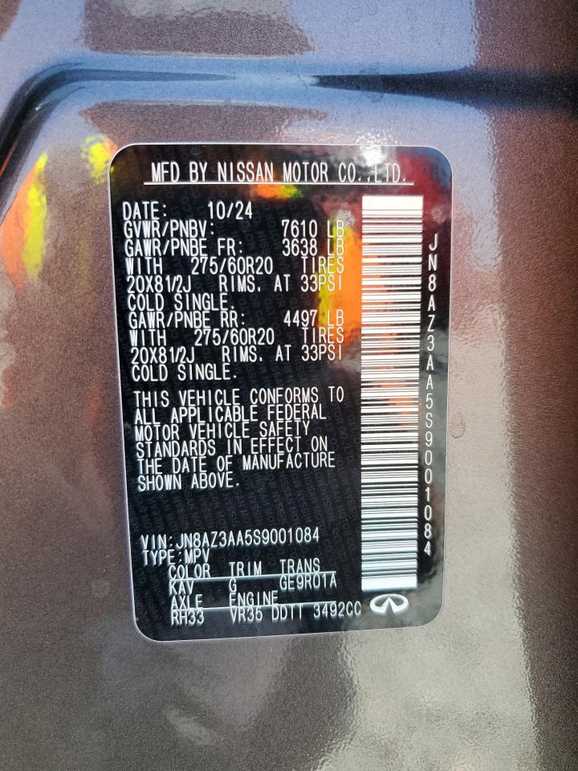 MFD BY NISSAN MOTOR CO.,LTD.
DATE: 10/24
GVWR/PNBV: 7610 LB
GAWR/PNBE FR: 3638 LB
WITH 275/60R20 TIRES
20X81/2J RIMS. AT 33PSI
COLD SINGLE.
GAWR/PNBE RR: 4497 LB
WITH 275/60R20 TIRES
20X81/2J RIMS. AT 33PSI
COLD SINGLE.
THIS VEHICLE CONFORMS TO
ALL APPLICABLE FEDERAL
MOTOR VEHICLE SAFETY
STANDARDS IN EFFECT ON
THE DATE OF MANUFACTURE
SHOWN ABOVE.
VIN:JN8AZ3AA5S9001084
TYPE:MPV
COLOR TRIM TRANS
KAV G GE9R01A
AXLE ENGINE
RH33 VR35 DDTT 3492CC
JN8AZ3AA5S9001084